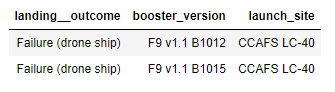 landing__outcome booster_version launch_site
Failure (drone ship) F9 v1.1 B1012 CCAFS LC-40
Failure (drone ship) F9 v1.1 B1015 CCAFS LC-40